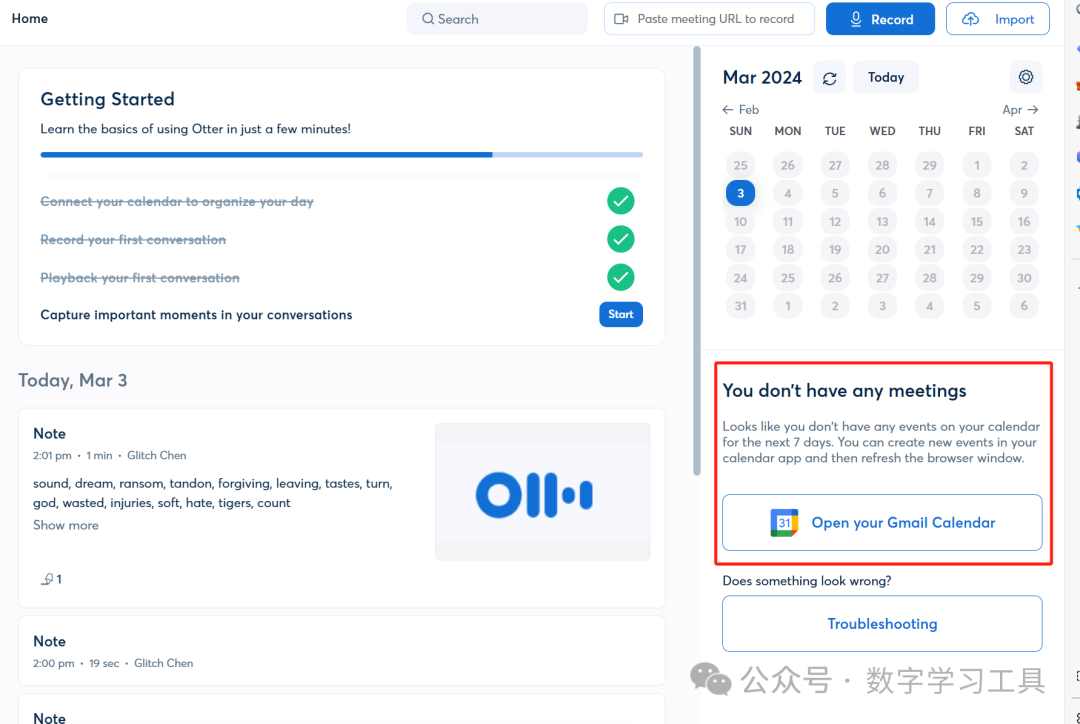 Home
Search
Paste meeting URL to record
Record
Import
Getting Started
Learn the basics of using Otter in just a few minutes!
Connect your calendar to organize your day
Record your first conversation
Playback your first conversation
Capture important moments in your conversations
Start
Today, Mar 3
Note
2:01 pm • 1 min • Glitch Chen
sound, dream, ransom, tandon, forgiving, leaving, tastes, turn,
god, wasted, injuries, soft, hate, tigers, count
Show more
1
Note
2:00 pm • 19 sec • Glitch Chen
Note
Mar 2024
Today
← Feb
Apr →
SUN MON TUE WED THU FRI SAT
25 26 27 28 29 1 2
3 4 5 6 7 8 9
10 11 12 13 14 15 16
17 18 19 20 21 22 23
24 25 26 27 28 29 30
31 1 2 3 4 5 6
You don't have any meetings
Looks like you don't have any events on your calendar
for the next 7 days. You can create new events in your
calendar app and then refresh the browser window.
31
Open your Gmail Calendar
Does something look wrong?
Troubleshooting
公众号 · 数字学习工具